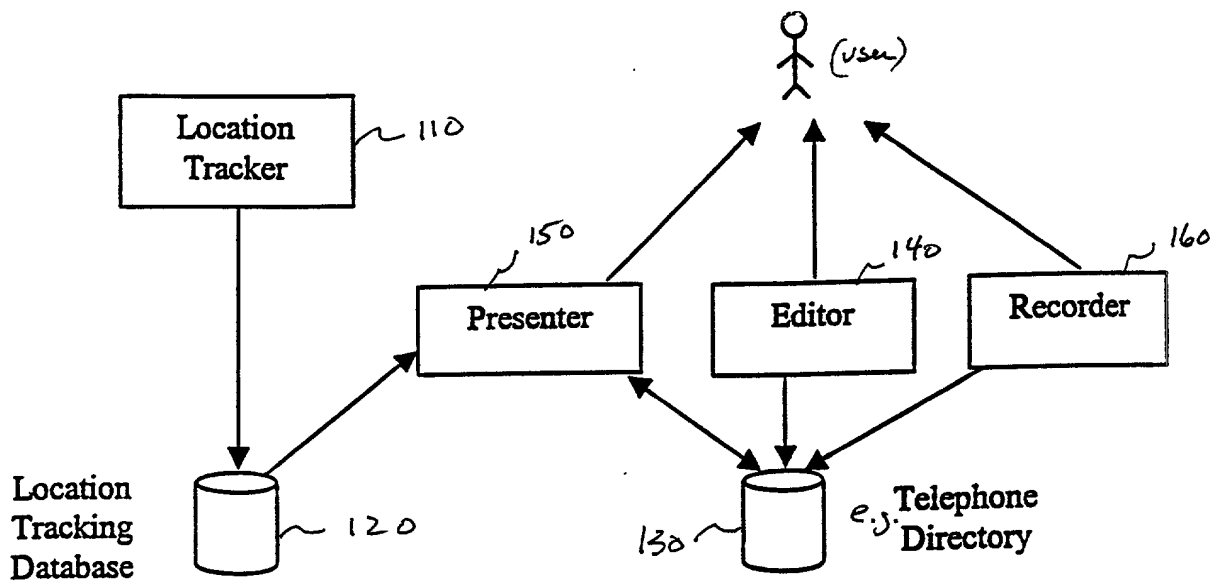 (user)
Location
Tracker
110
150
140
160
Presenter
Editor
Recorder
Location
Tracking
Database
120
130
e.g. Telephone
Directory